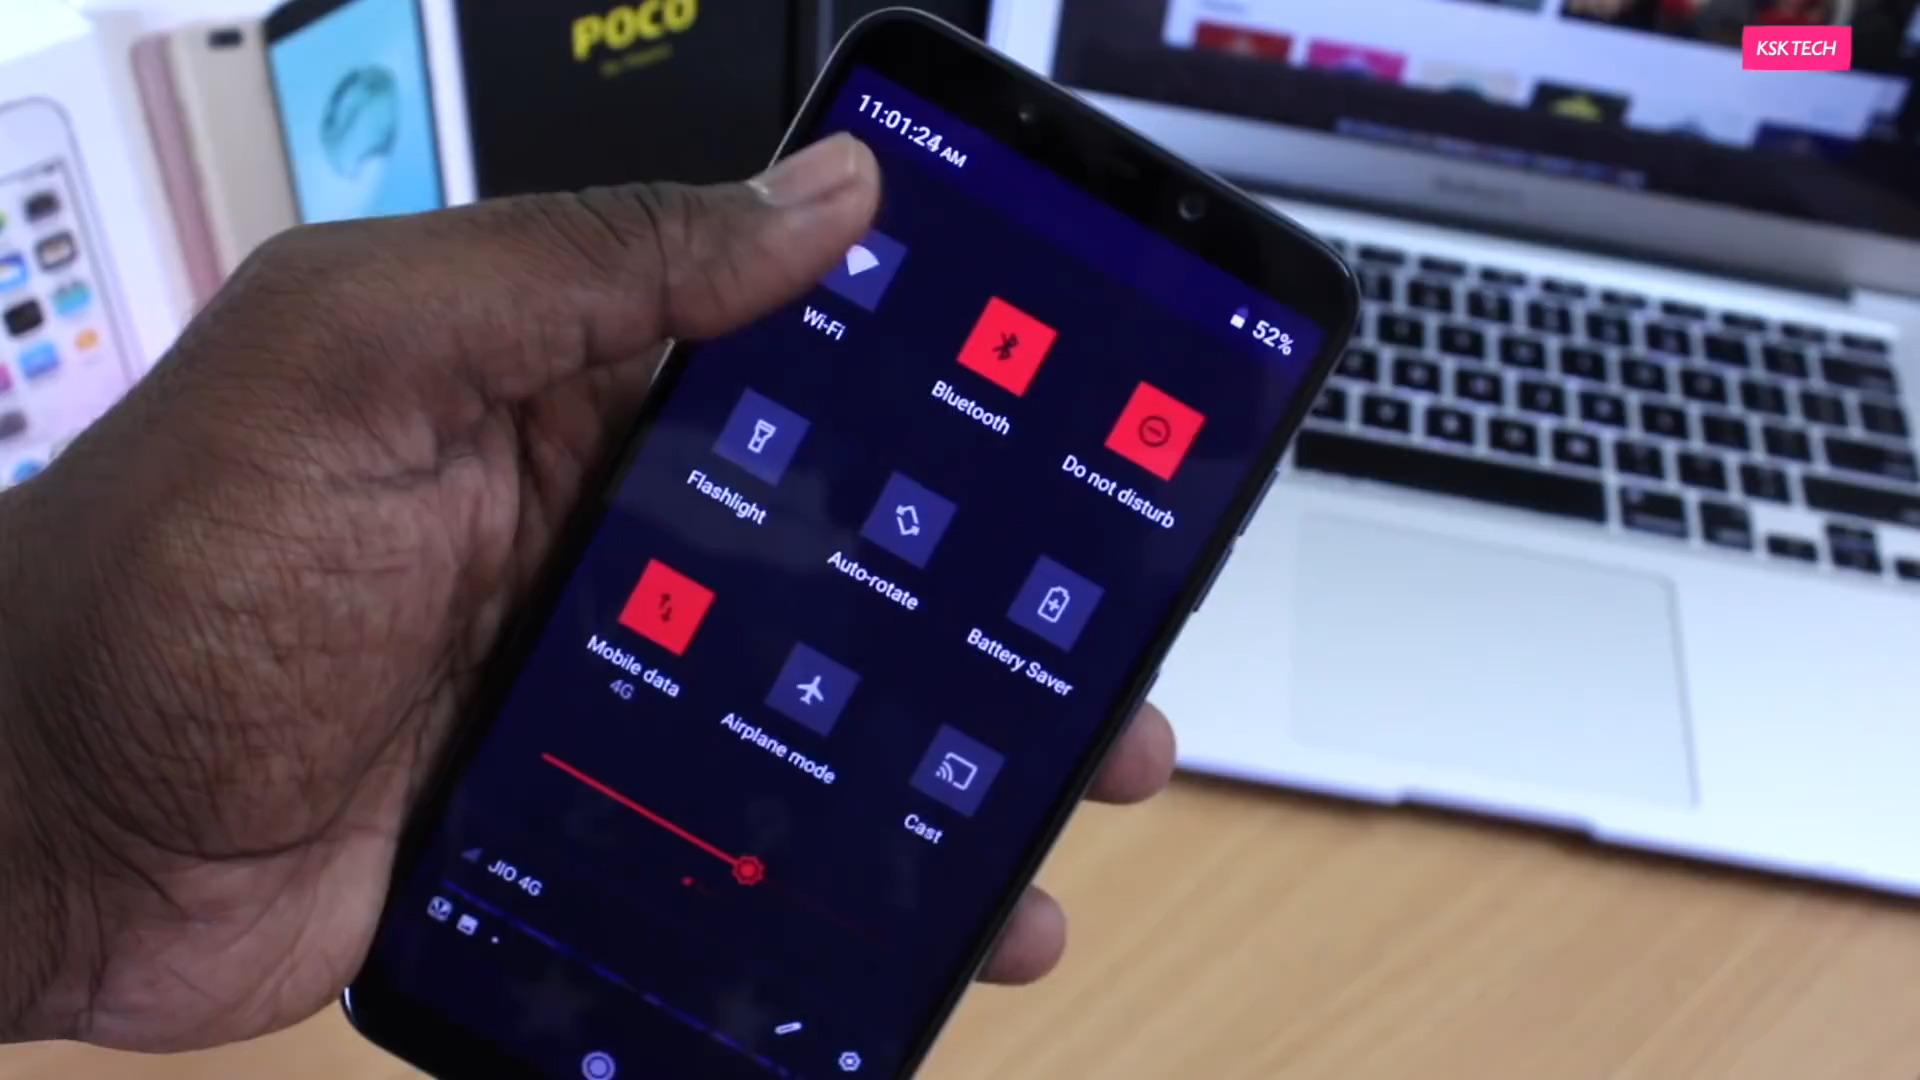 POCO
KSK TECH
11:01:24 AM
52%
Wi-Fi
Bluetooth
Do not disturb
Flashlight
Auto-rotate
Battery Saver
Mobile data
4G
Airplane mode
Cast
JIO 4G